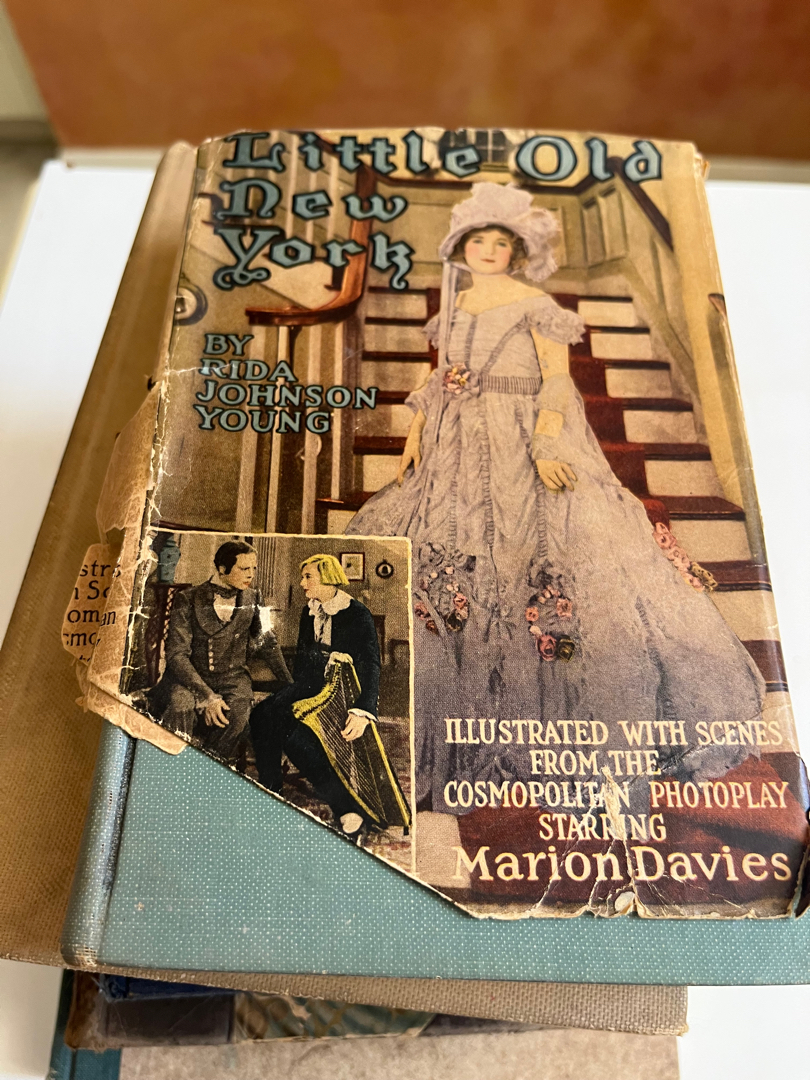 Little Old
New
York
BY
RIDA
JOHNSON
YOUNG
ILLUSTRATED WITH SCENES
FROM THE
COSMOPOLITAN PHOTOPLAY
STARRING
Marion Davies